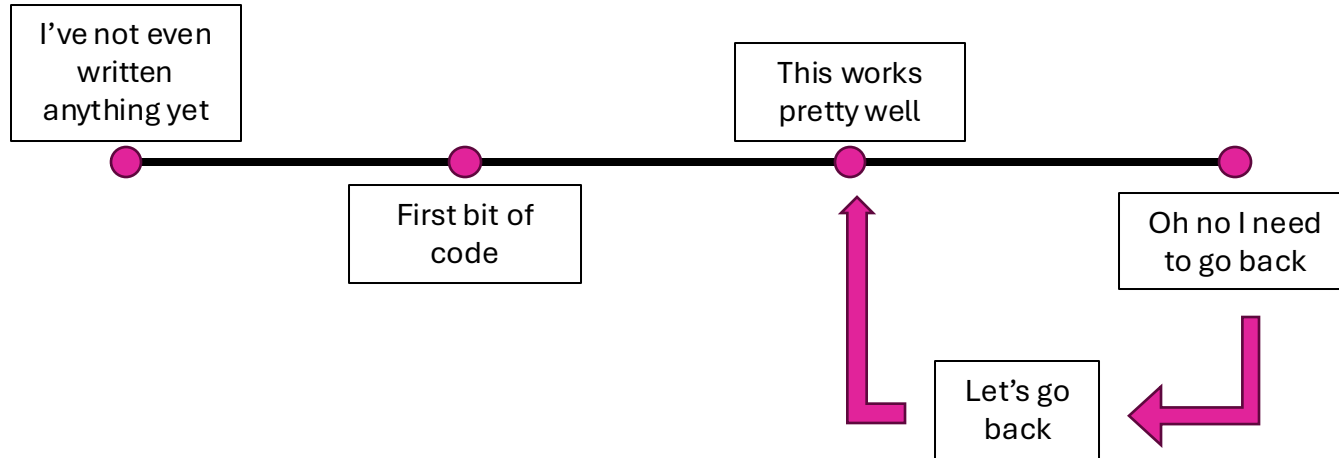 I've not even
written
anything yet
This works
pretty well
First bit of
code
Oh no I need
to go back
Let's go
back